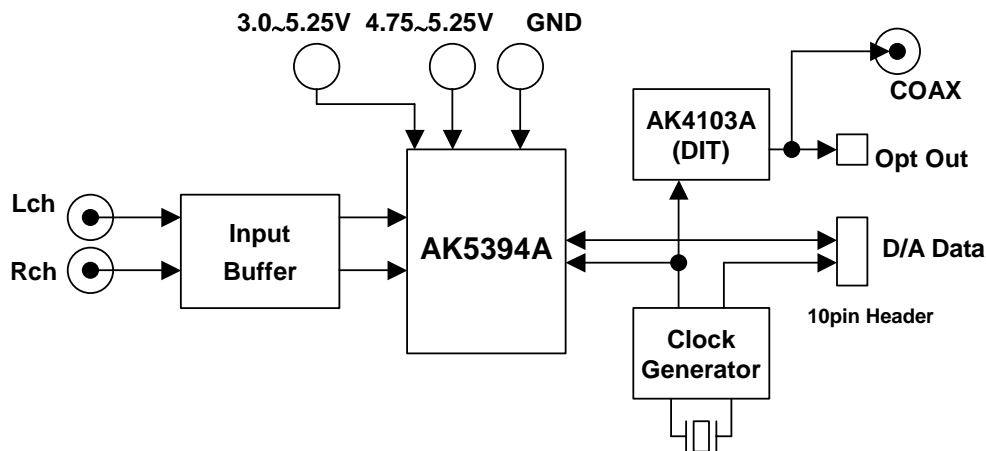 3.0~5.25V 4.75~5.25V GND
COAX
AK4103A
(DIT)
Opt Out
Lch
Rch
Input
Buffer
AK5394A
D/A Data
10pin Header
Clock
Generator